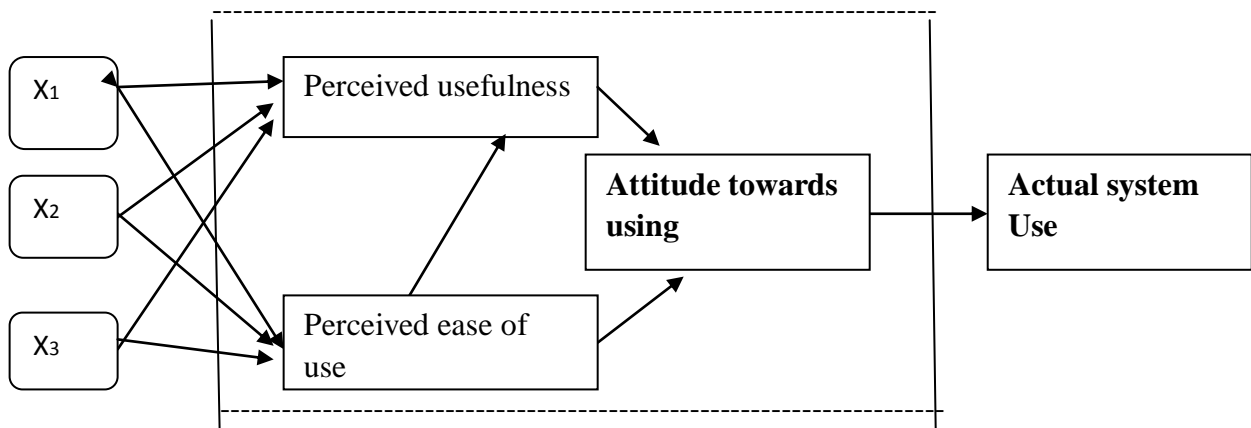 X1
Perceived usefulness
X2
Attitude towards
using
Actual system
Use
X3
Perceived ease of
use